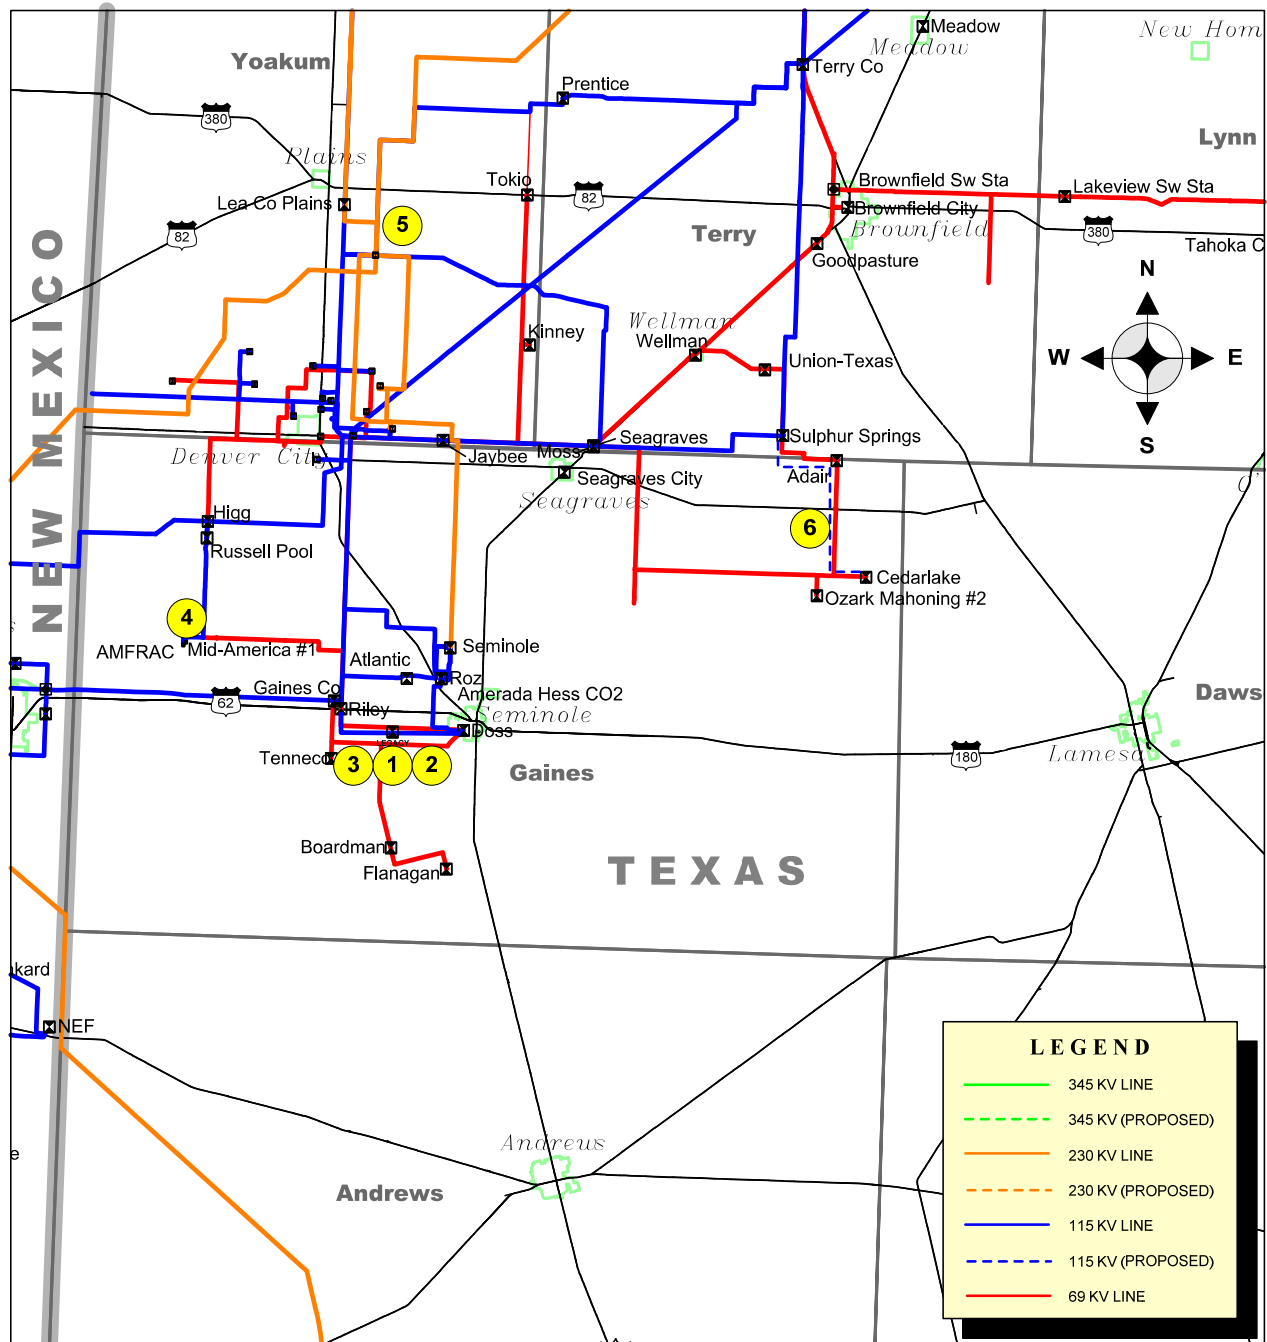 Meadow
Meadow
New Hom
Yoakum
Terry Co
Prentice
380
Lynn
Plains
Tokio
82
Brownfield Sw Sta
Lakeview Sw Sta
Lea Co Plains
Brownfield City
Brownfield
5
82
Terry
380
Tahoka C
Goodpasture
N
W
E
S
NEW MEXICO
Kinney
Wellman
Wellman
Union-Texas
Denver City
Jaybee
Moss
Seagraves
Sulphur Springs
Seagraves City
Seagraves
Adair
Higg
Russell Pool
6
Cedarlake
Ozark Mahoning #2
4
AMFRAC
Mid-America #1
Seminole
Atlantic
Roz
Gaines Co
Amerada Hess CO2
62
Riley
Seminole
Doss
Daws
LEGACY
Tenneco
3
1
2
Gaines
180
Lamesa
Boardman
Flanagan
TEXAS
kard
NEF
e
Andrews
Andrews
LEGEND
345 KV LINE
345 KV (PROPOSED)
230 KV LINE
230 KV (PROPOSED)
115 KV LINE
115 KV (PROPOSED)
69 KV LINE